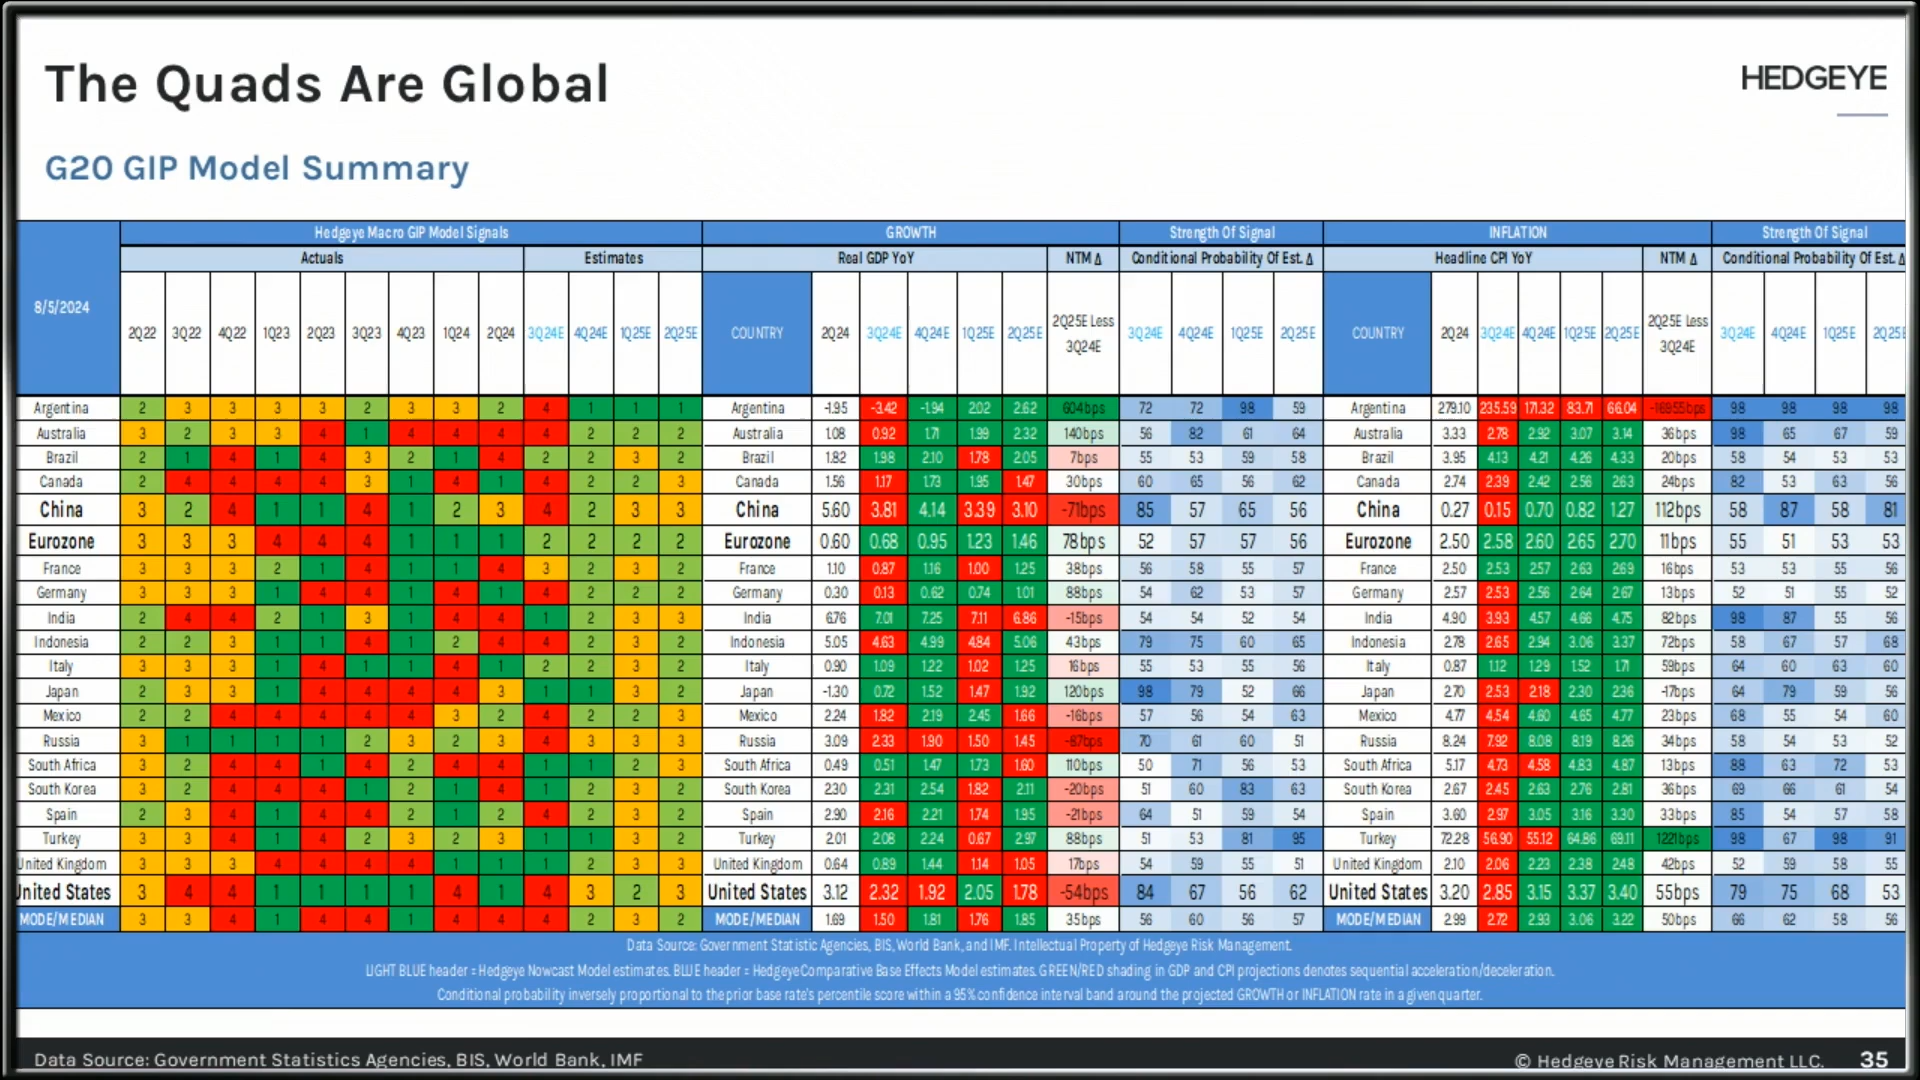 The Quads Are Global
HEDGEYE
G20 GIP Model Summary
Hedgeye Macro GIP Model Signals GROWTH Strength Of Signal INFLATION Strength Of Signal
Actuals Estimates Real GDP YoY NTM Δ Conditional Probability Of Est. Δ Headline CPI YoY NTM Δ Conditional Probability Of Est. Δ
8/5/2024 2Q22 3Q22 4Q22 1Q23 2Q23 3Q23 4Q23 1Q24 2Q24 3Q24E 4Q24E 1Q25E 2Q25E COUNTRY 2Q24 3Q24E 4Q24E 1Q25E 2Q25E 2Q25E Less 3Q24E 3Q24E 4Q24E 1Q25E 2Q25E COUNTRY 2Q24 3Q24E 4Q24E 1Q25E 2Q25E 2Q25E Less 3Q24E 3Q24E 4Q24E 1Q25E 2Q25E
Argentina 2 3 3 3 3 2 3 3 2 4 1 1 1 Argentina -1.95 -3.42 -1.94 2.02 2.62 604bps 72 72 98 59 Argentina 279.10 235.59 171.32 83.71 66.04 -16955bps 98 98 98 98
Australia 3 2 3 3 4 1 4 4 4 4 2 2 2 Australia 1.08 0.92 1.71 1.99 2.32 140bps 56 82 61 64 Australia 3.33 2.78 2.92 3.07 3.14 36bps 98 65 67 59
Brazil 2 1 4 1 4 3 2 1 4 2 2 3 2 Brazil 1.82 1.98 2.10 1.78 2.05 7bps 55 53 59 58 Brazil 3.95 4.13 4.21 4.26 4.33 20bps 58 54 53 53
Canada 2 4 4 4 4 3 1 4 1 4 2 2 3 Canada 1.56 1.17 1.73 1.95 1.47 30bps 60 65 56 62 Canada 2.74 2.39 2.42 2.56 2.63 24bps 82 53 63 56
China 3 2 4 1 1 4 1 2 3 4 2 3 3 China 5.60 3.81 4.14 3.39 3.10 -71bps 85 57 65 56 China 0.27 0.15 0.70 0.82 1.27 112bps 58 87 58 81
Eurozone 3 3 3 4 4 4 1 1 1 2 2 2 2 Eurozone 0.60 0.68 0.95 1.23 1.46 78bps 52 57 57 56 Eurozone 2.50 2.58 2.60 2.65 2.70 11bps 55 51 53 53
France 3 3 3 2 1 4 1 1 4 3 2 3 2 France 1.10 0.87 1.16 1.00 1.25 38bps 56 58 55 57 France 2.50 2.53 2.57 2.63 2.69 16bps 53 53 55 56
Germany 3 3 3 1 4 4 1 4 1 4 2 2 2 Germany 0.30 0.13 0.62 0.74 1.01 88bps 54 62 53 57 Germany 2.57 2.53 2.56 2.64 2.67 13bps 52 51 55 52
India 2 4 4 2 1 3 1 4 4 1 2 3 3 India 6.76 7.01 7.25 7.11 6.86 -15bps 54 54 52 54 India 4.90 3.93 4.57 4.66 4.75 82bps 98 87 55 56
Indonesia 2 2 3 1 1 4 1 2 4 4 2 3 2 Indonesia 5.05 4.63 4.99 4.84 5.06 43bps 79 75 60 65 Indonesia 2.78 2.65 2.94 3.06 3.37 72bps 58 67 57 68
Italy 3 3 3 1 4 1 1 4 1 2 2 3 2 Italy 0.90 1.09 1.22 1.02 1.25 16bps 55 53 55 56 Italy 0.87 1.12 1.29 1.52 1.71 59bps 64 60 63 60
Japan 2 3 3 1 4 4 4 4 3 1 1 3 2 Japan -1.30 0.72 1.52 1.47 1.92 120bps 98 79 52 66 Japan 2.70 2.53 2.18 2.30 2.36 -17bps 64 79 59 56
Mexico 2 2 4 4 4 4 4 3 2 4 2 2 3 Mexico 2.24 1.82 2.19 2.45 1.66 -16bps 57 56 54 63 Mexico 4.77 4.54 4.60 4.65 4.77 23bps 68 55 54 60
Russia 3 1 1 1 1 2 3 2 3 4 3 3 3 Russia 3.09 2.33 1.90 1.50 1.45 -87bps 70 61 60 51 Russia 8.24 7.92 8.08 8.19 8.26 34bps 58 54 53 52
South Africa 3 2 4 4 1 4 2 4 4 1 1 2 3 South Africa 0.49 0.51 1.47 1.73 1.60 110bps 50 71 56 53 South Africa 5.17 4.73 4.58 4.83 4.87 13bps 88 63 72 53
South Korea 3 2 4 4 4 1 2 1 4 1 2 3 2 South Korea 2.30 2.31 2.54 1.82 2.11 -20bps 51 60 83 63 South Korea 2.67 2.45 2.63 2.76 2.81 36bps 69 66 61 54
Spain 2 3 4 1 4 4 2 1 2 4 2 3 2 Spain 2.90 2.16 2.21 1.74 1.95 -21bps 64 51 59 54 Spain 3.60 2.97 3.05 3.16 3.30 33bps 85 54 57 58
Turkey 3 3 4 1 4 2 3 2 3 1 1 3 2 Turkey 2.01 2.08 2.24 0.67 2.97 88bps 51 53 81 95 Turkey 72.28 56.90 55.12 64.86 69.11 1221bps 98 67 98 91
United Kingdom 3 3 3 4 4 4 4 1 1 1 2 3 3 United Kingdom 0.64 0.89 1.44 1.14 1.05 17bps 54 59 55 51 United Kingdom 2.10 2.06 2.23 2.38 2.48 42bps 52 59 58 55
United States 3 4 4 1 1 1 1 4 1 4 3 2 3 United States 3.12 2.32 1.92 2.05 1.78 -54bps 84 67 56 62 United States 3.20 2.85 3.15 3.37 3.40 55bps 79 75 68 53
MODE/MEDIAN 3 3 4 1 4 4 1 4 4 4 2 3 2 MODE/MEDIAN 1.69 1.50 1.81 1.76 1.85 35bps 56 60 56 57 MODE/MEDIAN 2.99 2.72 2.93 3.06 3.22 50bps 66 62 58 56
Data Source: Government Statistic Agencies, BIS, World Bank, and IMF. Intellectual Property of Hedgeye Risk Management.
LIGHT BLUE header = Hedgeye Nowcast Model estimates. BLUE header = Hedgeye Comparative Base Effects Model estimates. GREEN/RED shading in GDP and CPI projections denotes sequential acceleration/deceleration.
Conditional probability inversely proportional to the prior base rate's percentile score within a 95% confidence interval band around the projected GROWTH or INFLATION rate in a given quarter.
Data Source: Government Statistics Agencies, BIS, World Bank, IMF
© Hedgeye Risk Management LLC. 35